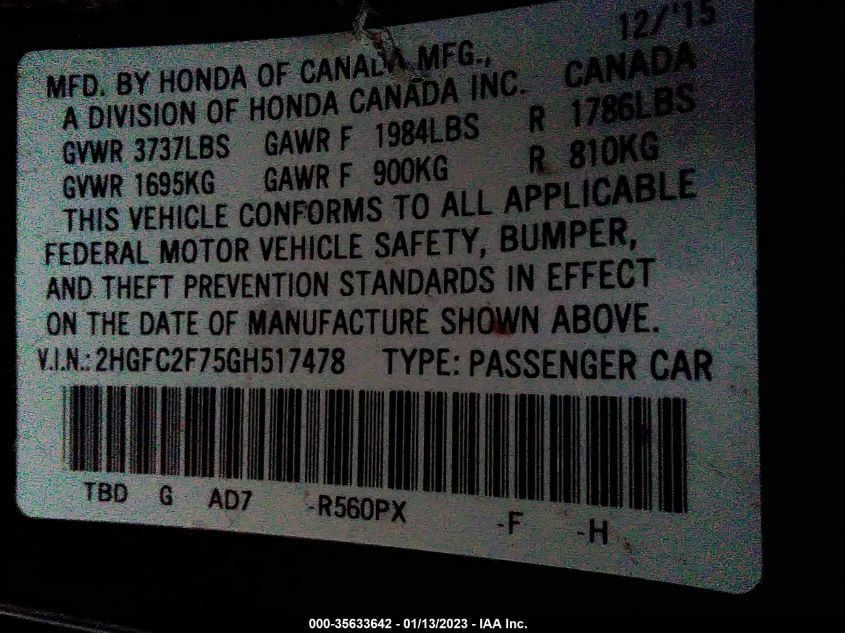 12/'15
MFD. BY HONDA OF CANADA MFG.,
A DIVISION OF HONDA CANADA INC. CANADA
GVWR 3737LBS GAWR F 1984LBS R 1786LBS
GVWR 1695KG GAWR F 900KG R 810KG
THIS VEHICLE CONFORMS TO ALL APPLICABLE
FEDERAL MOTOR VEHICLE SAFETY, BUMPER,
AND THEFT PREVENTION STANDARDS IN EFFECT
ON THE DATE OF MANUFACTURE SHOWN ABOVE.
V.I.N.: 2HGFC2F75GH517478 TYPE: PASSENGER CAR
TBD G AD7 -R560PX -F -H
000-35633642 - 01/13/2023 - IAA Inc.